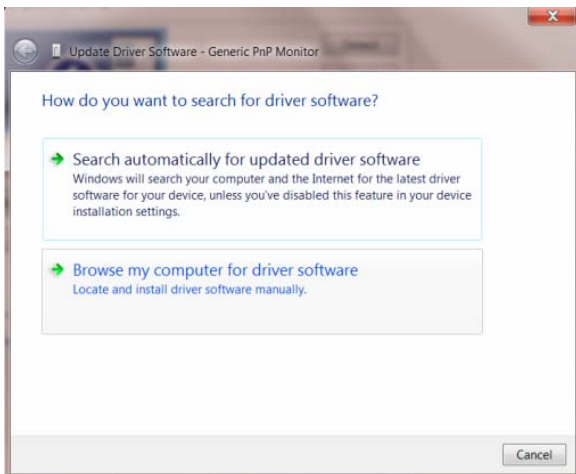 Update Driver Software - Generic PnP Monitor
How do you want to search for driver software?
Search automatically for updated driver software
Windows will search your computer and the Internet for the latest driver
software for your device, unless you've disabled this feature in your device
installation settings.
Browse my computer for driver software
Locate and install driver software manually.
Cancel